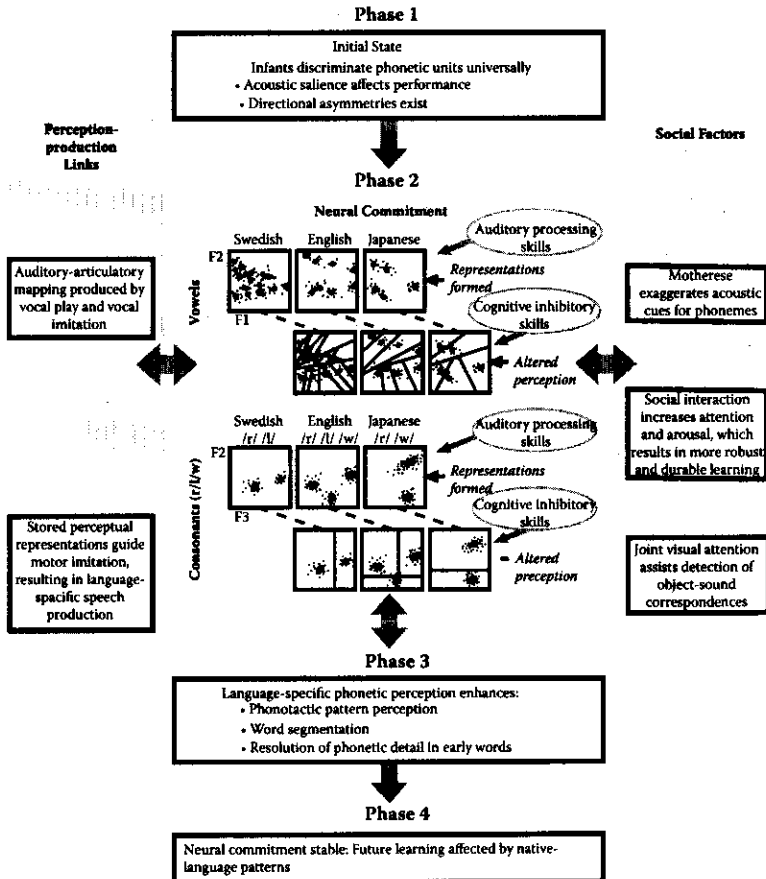 Phase 1
Initial State
Infants discriminate phonetic units universally
• Acoustic salience affects performance
• Directional asymmetries exist
Perception-
production
Links
Social Factors
Phase 2
Neural Commitment
Swedish English Japanese
Auditory processing
skills
F2
Representations
formed
Vowels
F1
Cognitive inhibitory
skills
Altered
perception
Auditory-articulatory
mapping produced by
vocal play and vocal
imitation
Motherese
exaggerates acoustic
cues for phonemes
Swedish English Japanese
/r/ /l/ /r/ /l/ /w/ /r/ /w/
Auditory processing
skills
F2
Representations
formed
Consonants (r/l/w)
F3
Cognitive inhibitory
skills
Altered
preception
Social interaction
increases attention
and arousal, which
results in more robust
and durable learning
Stored perceptual
representations guide
motor imitation,
resulting in language-
spacific speech
production
Joint visual attention
assists detection of
object-sound
correspondences
Phase 3
Language-specific phonetic perception enhances:
• Phonotactic pattern perception
• Word segmentation
• Resolution of phonetic detail in early words
Phase 4
Neural commitment stable: Future learning affected by native-
language patterns